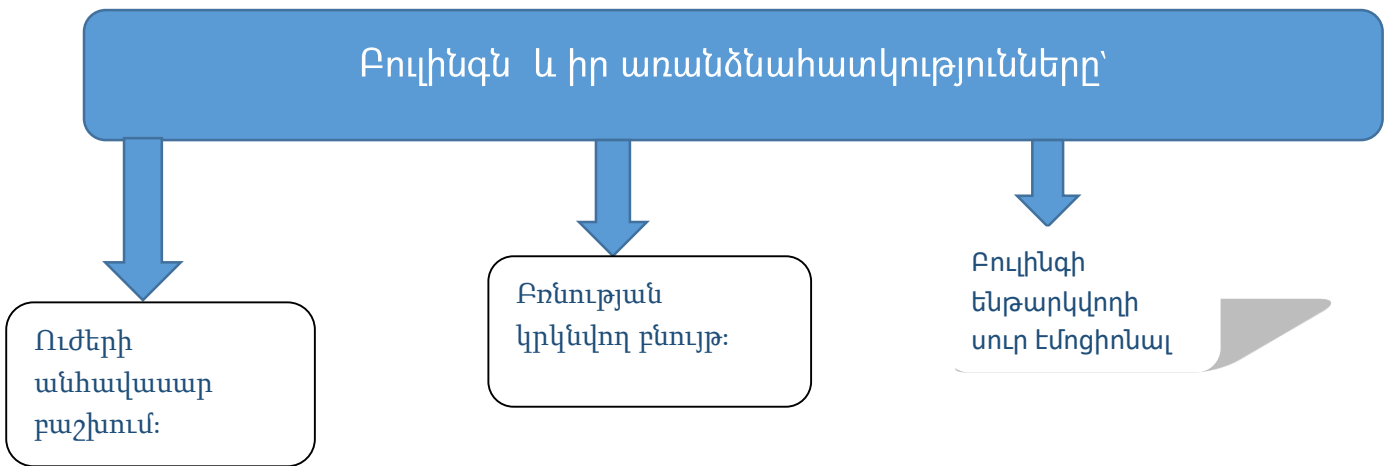 Բուլինգն և իր առանձնահատկությունները՝
Ուժերի
անհավասար
բաշխում:
Բռնության
կրկնվող բնույթ:
Բուլինգի
ենթարկվողի
սուր էմոցիոնալ